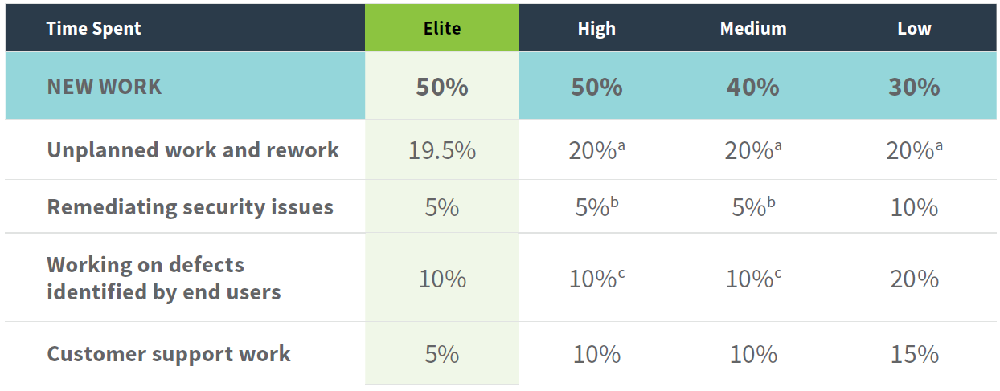 Time Spent Elite High Medium Low
NEW WORK 50% 50% 40% 30%
Unplanned work and rework 19.5% 20%ᵃ 20%ᵃ 20%ᵃ
Remediating security issues 5% 5%ᵇ 5%ᵇ 10%
Working on defects
identified by end users 10% 10%ᶜ 10%ᶜ 20%
Customer support work 5% 10% 10% 15%